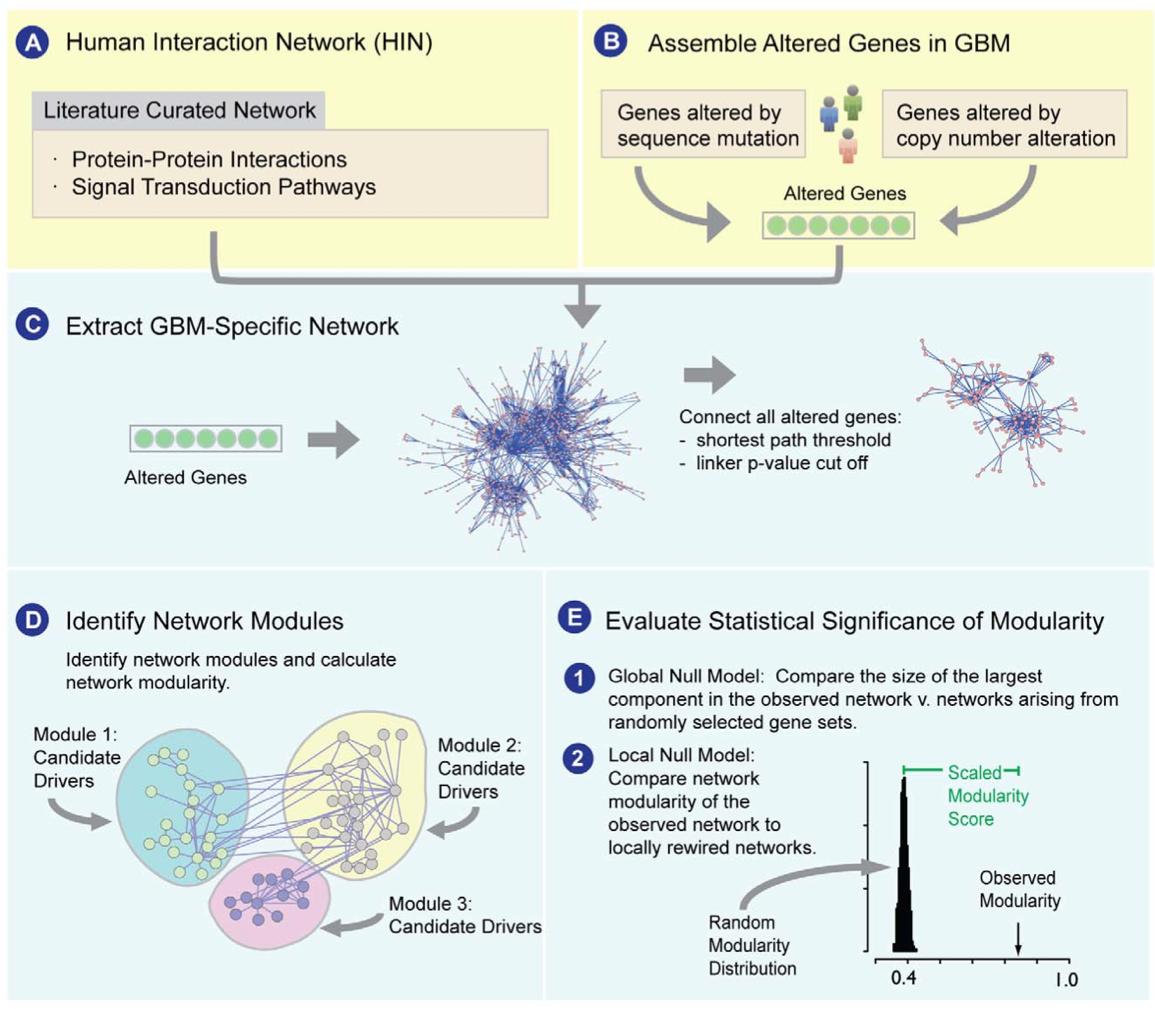 A Human Interaction Network (HIN)
Literature Curated Network
· Protein-Protein Interactions
· Signal Transduction Pathways
B Assemble Altered Genes in GBM
Genes altered by
sequence mutation
Genes altered by
copy number alteration
Altered Genes
C Extract GBM-Specific Network
Altered Genes
Connect all altered genes:
- shortest path threshold
- linker p-value cut off
D Identify Network Modules
Identify network modules and calculate
network modularity.
Module 1:
Candidate
Drivers
Module 2:
Candidate
Drivers
Module 3:
Candidate Drivers
E Evaluate Statistical Significance of Modularity
1 Global Null Model: Compare the size of the largest
component in the observed network v. networks arising from
randomly selected gene sets.
2 Local Null Model:
Compare network
modularity of the
observed network to
locally rewired networks.
Scaled
Modularity
Score
Observed
Modularity
Random
Modularity
Distribution
0.4
1.0